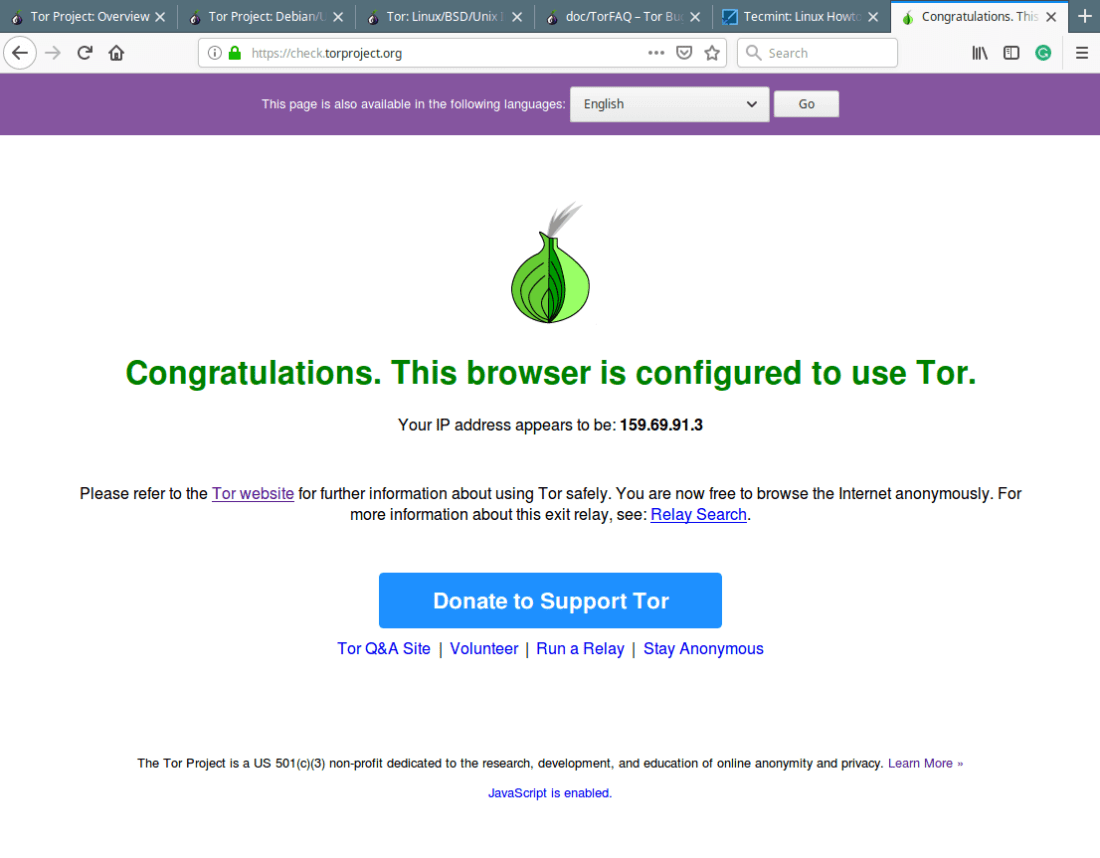 Tor Project: Overview
Tor Project: Debian/U
Tor: Linux/BSD/Unix
doc/TorFAQ – Tor Bu
Tecmint: Linux Howto
Congratulations. This
https://check.torproject.org
Search
This page is also available in the following languages:
English
Go
Congratulations. This browser is configured to use Tor.
Your IP address appears to be: 159.69.91.3
Please refer to the Tor website for further information about using Tor safely. You are now free to browse the Internet anonymously. For
more information about this exit relay, see: Relay Search.
Donate to Support Tor
Tor Q&A Site | Volunteer | Run a Relay | Stay Anonymous
The Tor Project is a US 501(c)(3) non-profit dedicated to the research, development, and education of online anonymity and privacy. Learn More »
JavaScript is enabled.